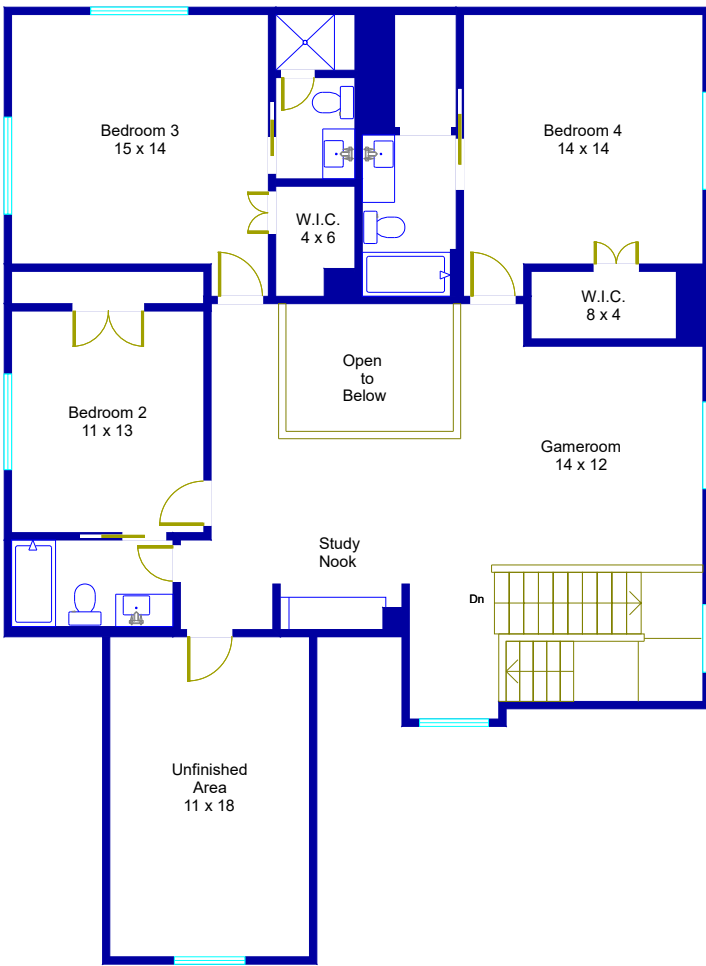 Bedroom 3
15 x 14
Bedroom 4
14 x 14
W.I.C.
4 x 6
W.I.C.
8 x 4
Open
to
Below
Bedroom 2
11 x 13
Gameroom
14 x 12
Study
Nook
Dn
Unfinished
Area
11 x 18